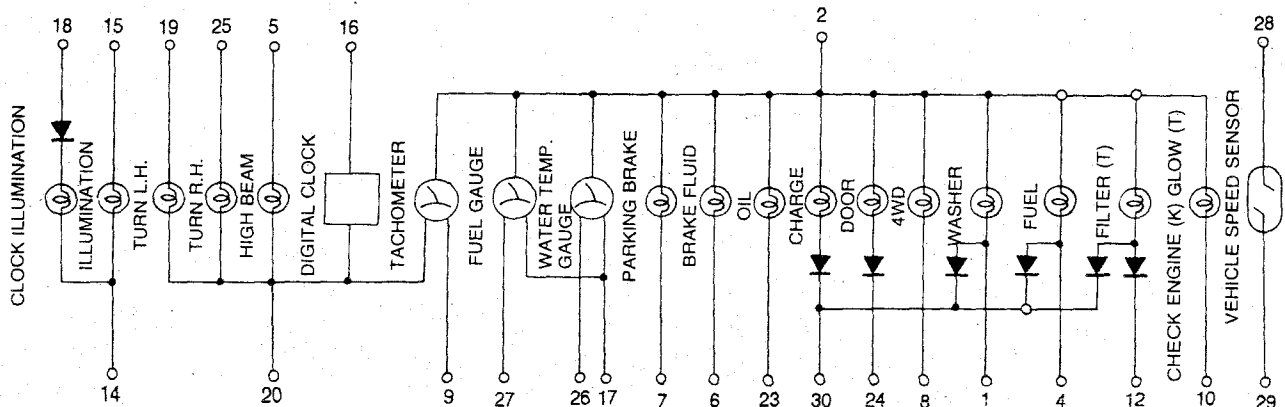 18 15 19 25 5 16 2 28
CLOCK ILLUMINATION
ILLUMINATION
TURN L.H.
TURN R.H.
HIGH BEAM
DIGITAL CLOCK
TACHOMETER
FUEL GAUGE
WATER TEMP.
GAUGE
PARKING BRAKE
BRAKE FLUID
OIL
CHARGE
DOOR
4WD
WASHER
FUEL
FILTER (T)
CHECK ENGINE (K) GLOW (T)
VEHICLE SPEED SENSOR
14 20 9 27 26 17 7 6 23 30 24 8 1 4 12 10 29